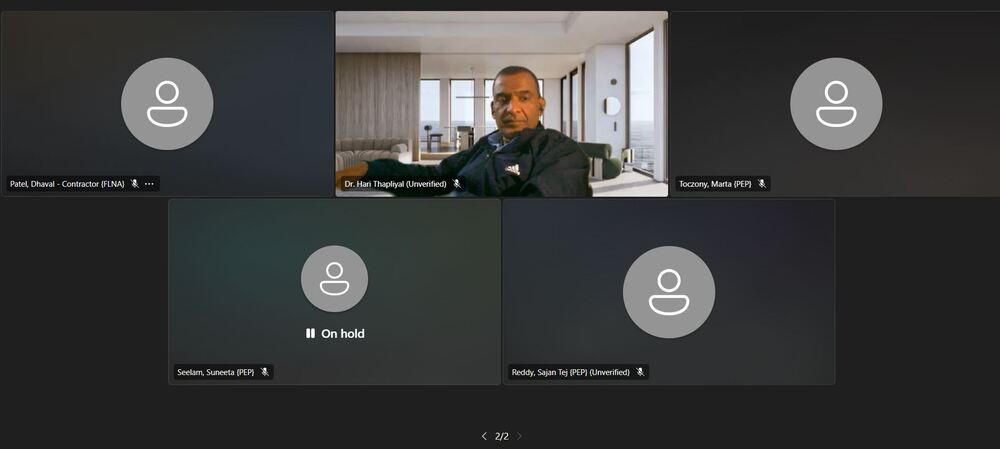 Patel, Dhaval - Contractor {FLNA}
Dr. Hari Thapliyal (Unverified)
Toczony, Marta {PEP}
On hold
Seelam, Suneeta {PEP}
Reddy, Sajan Tej {PEP} (Unverified)
2/2